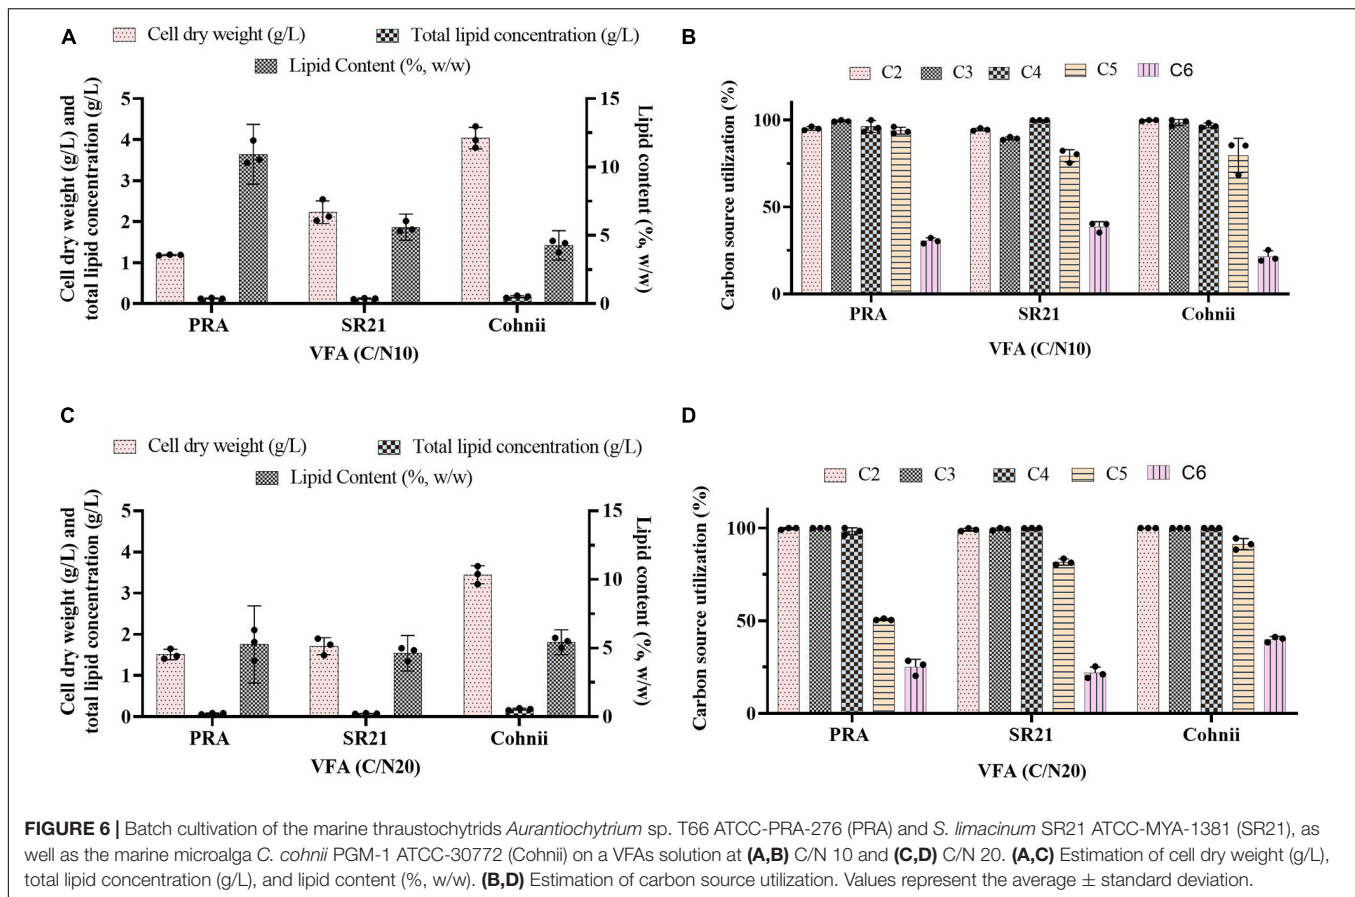 A
Cell dry weight (g/L)
Total lipid concentration (g/L)
Lipid Content (%, w/w)
Cell dry weight (g/L) and
total lipid concentration (g/L)
5
4
3
2
1
0
15
10
5
0
Lipid content (%, w/w)
PRA
SR21
Cohnii
VFA (C/N10)
B
C2
C3
C4
C5
C6
Carbon source utilization (%)
100
50
0
PRA
SR21
Cohnii
VFA (C/N10)
C
Cell dry weight (g/L)
Total lipid concentration (g/L)
Lipid Content (%, w/w)
Cell dry weight (g/L) and
total lipid concentration (g/L)
5
4
3
2
1
0
15
10
5
0
Lipid content (%, w/w)
PRA
SR21
Cohnii
VFA (C/N20)
D
C2
C3
C4
C5
C6
Carbon source utilization (%)
100
50
0
PRA
SR21
Cohnii
VFA (C/N20)
FIGURE 6 | Batch cultivation of the marine thraustochytrids Aurantiochytrium sp. T66 ATCC-PRA-276 (PRA) and S. limacinum SR21 ATCC-MYA-1381 (SR21), as
well as the marine microalga C. cohnii PGM-1 ATCC-30772 (Cohnii) on a VFAs solution at (A,B) C/N 10 and (C,D) C/N 20. (A,C) Estimation of cell dry weight (g/L),
total lipid concentration (g/L), and lipid content (%, w/w). (B,D) Estimation of carbon source utilization. Values represent the average ± standard deviation.